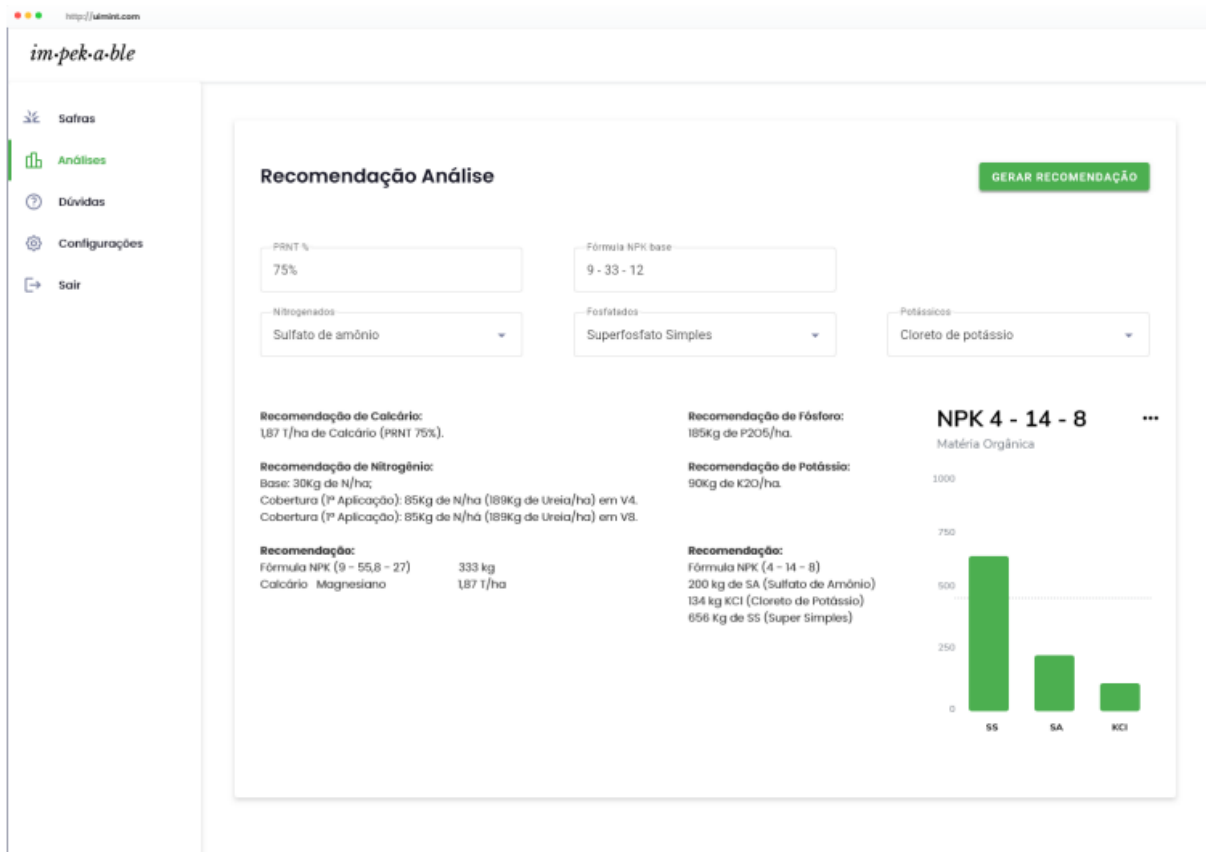 http://uimint.com
im·pek·a·ble
Safras
Análises
Dúvidas
Configurações
Sair
Recomendação Análise
GERAR RECOMENDAÇÃO
PRNT %
75%
Fórmula NPK base
9 - 33 - 12
Nitrogenados
Sulfato de amônio
Fosfatados
Superfosfato Simples
Potássicos
Cloreto de potássio
Recomendação de Calcário:
1,87 T/ha de Calcário (PRNT 75%).
Recomendação de Nitrogênio:
Base: 30Kg de N/ha;
Cobertura (1ª Aplicação): 85Kg de N/ha (189Kg de Ureia/ha) em V4.
Cobertura (1ª Aplicação): 85Kg de N/há (189Kg de Ureia/ha) em V8.
Recomendação:
Fórmula NPK (9 - 55,8 - 27) 333 kg
Calcário Magnesiano 1,87 T/ha
Recomendação de Fósforo:
185Kg de P2O5/ha.
Recomendação de Potássio:
90Kg de K2O/ha.
Recomendação:
Fórmula NPK (4 - 14 - 8)
200 kg de SA (Sulfato de Amônio)
134 kg KCl (Cloreto de Potássio)
656 Kg de SS (Super Simples)
NPK 4 - 14 - 8
Matéria Orgânica
1000
750
500
250
0
SS SA KCl